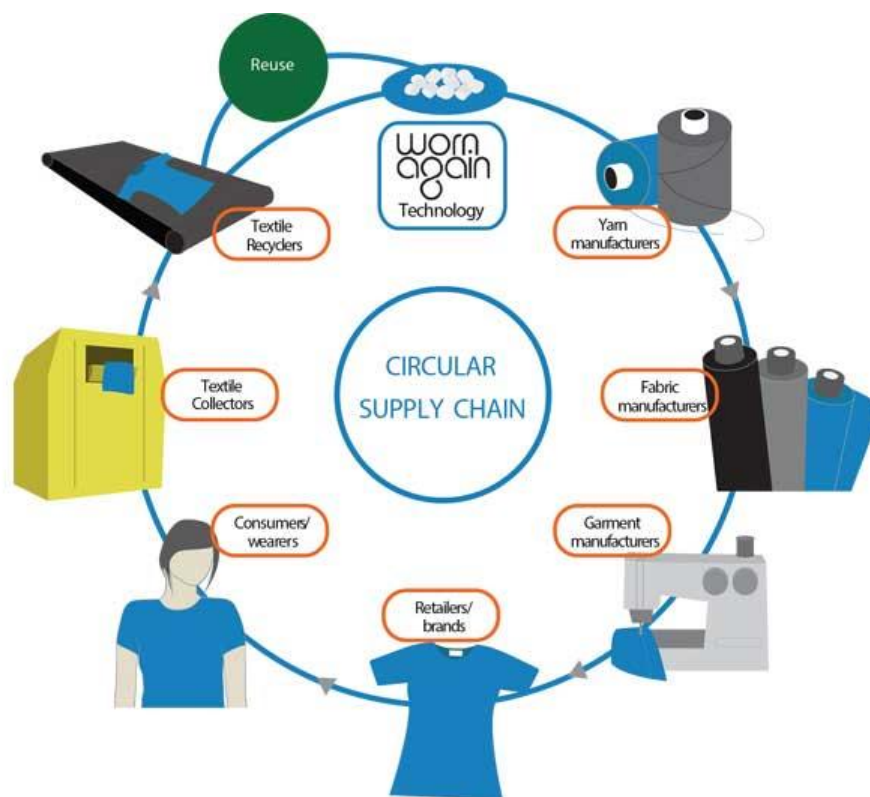 Reuse
worn
again
Technology
Textile
Recyclers
Yarn
manufacturers
CIRCULAR
SUPPLY CHAIN
Textile
Collectors
Fabric
manufacturers
Consumers/
wearers
Garment
manufacturers
Retailers/
brands